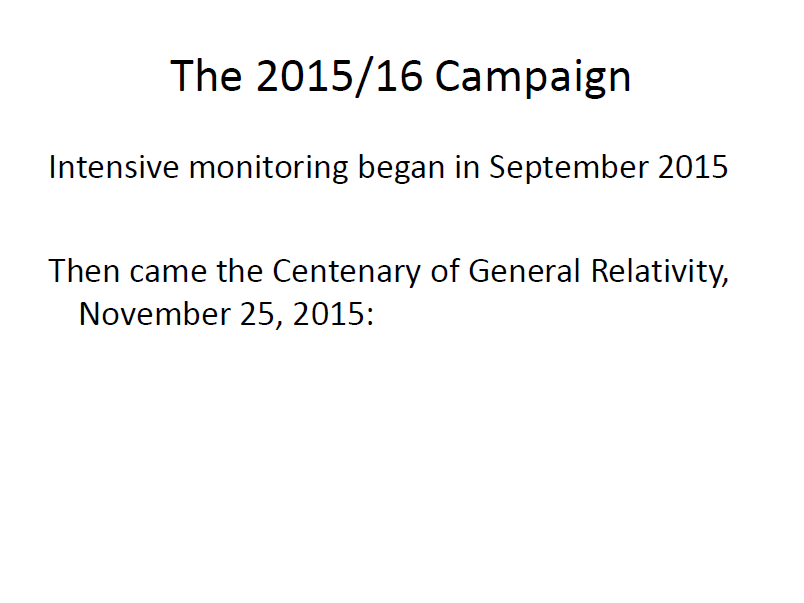 The 2015/16 Campaign
Intensive monitoring began in September 2015
Then came the Centenary of General Relativity,
November 25, 2015: